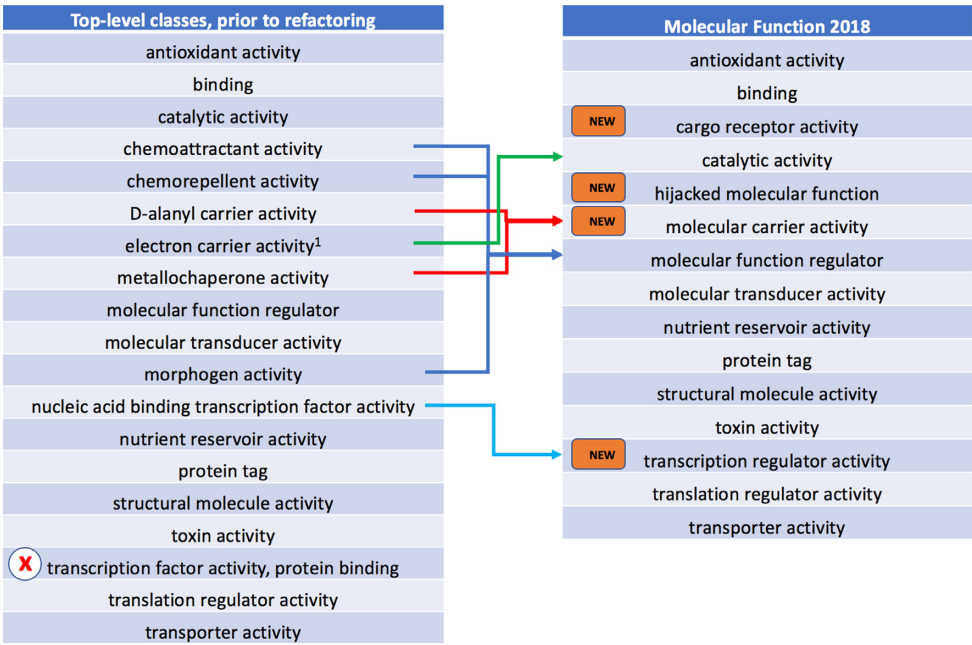 Top-level classes, prior to refactoring
antioxidant activity
binding
catalytic activity
chemoattractant activity
chemorepellent activity
D-alanyl carrier activity
electron carrier activity¹
metallochaperone activity
molecular function regulator
molecular transducer activity
morphogen activity
nucleic acid binding transcription factor activity
nutrient reservoir activity
protein tag
structural molecule activity
toxin activity
X transcription factor activity, protein binding
translation regulator activity
transporter activity
Molecular Function 2018
antioxidant activity
binding
NEW cargo receptor activity
catalytic activity
NEW hijacked molecular function
NEW molecular carrier activity
molecular function regulator
molecular transducer activity
nutrient reservoir activity
protein tag
structural molecule activity
toxin activity
NEW transcription regulator activity
translation regulator activity
transporter activity